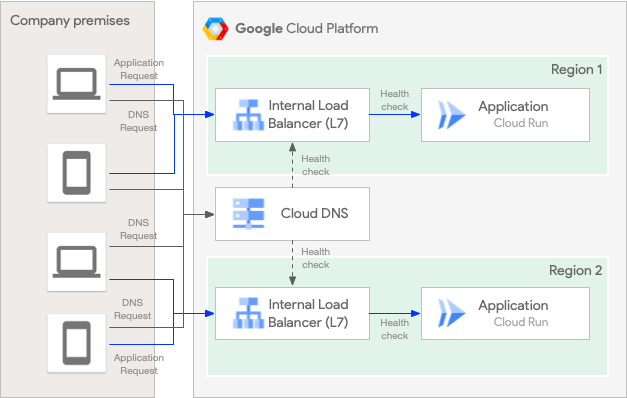 Company premises
Application
Request
DNS
Request
DNS
Request
DNS
Request
Application
Request
Google Cloud Platform
Region 1
Internal Load
Balancer (L7)
Health
check
Application
Cloud Run
Health
check
Cloud DNS
Health
check
Region 2
Internal Load
Balancer (L7)
Health
check
Application
Cloud Run